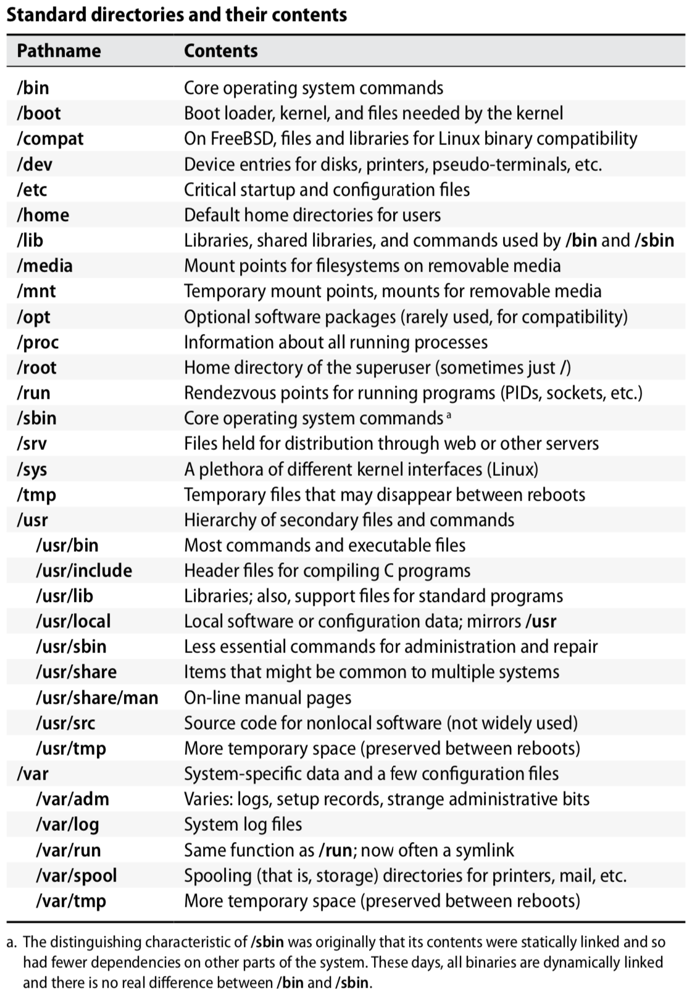 Standard directories and their contents
Pathname Contents
/bin Core operating system commands
/boot Boot loader, kernel, and files needed by the kernel
/compat On FreeBSD, files and libraries for Linux binary compatibility
/dev Device entries for disks, printers, pseudo-terminals, etc.
/etc Critical startup and configuration files
/home Default home directories for users
/lib Libraries, shared libraries, and commands used by /bin and /sbin
/media Mount points for filesystems on removable media
/mnt Temporary mount points, mounts for removable media
/opt Optional software packages (rarely used, for compatibility)
/proc Information about all running processes
/root Home directory of the superuser (sometimes just /)
/run Rendezvous points for running programs (PIDs, sockets, etc.)
/sbin Core operating system commands a
/srv Files held for distribution through web or other servers
/sys A plethora of different kernel interfaces (Linux)
/tmp Temporary files that may disappear between reboots
/usr Hierarchy of secondary files and commands
/usr/bin Most commands and executable files
/usr/include Header files for compiling C programs
/usr/lib Libraries; also, support files for standard programs
/usr/local Local software or configuration data; mirrors /usr
/usr/sbin Less essential commands for administration and repair
/usr/share Items that might be common to multiple systems
/usr/share/man On-line manual pages
/usr/src Source code for nonlocal software (not widely used)
/usr/tmp More temporary space (preserved between reboots)
/var System-specific data and a few configuration files
/var/adm Varies: logs, setup records, strange administrative bits
/var/log System log files
/var/run Same function as /run; now often a symlink
/var/spool Spooling (that is, storage) directories for printers, mail, etc.
/var/tmp More temporary space (preserved between reboots)
a. The distinguishing characteristic of /sbin was originally that its contents were statically linked and so
had fewer dependencies on other parts of the system. These days, all binaries are dynamically linked
and there is no real difference between /bin and /sbin.